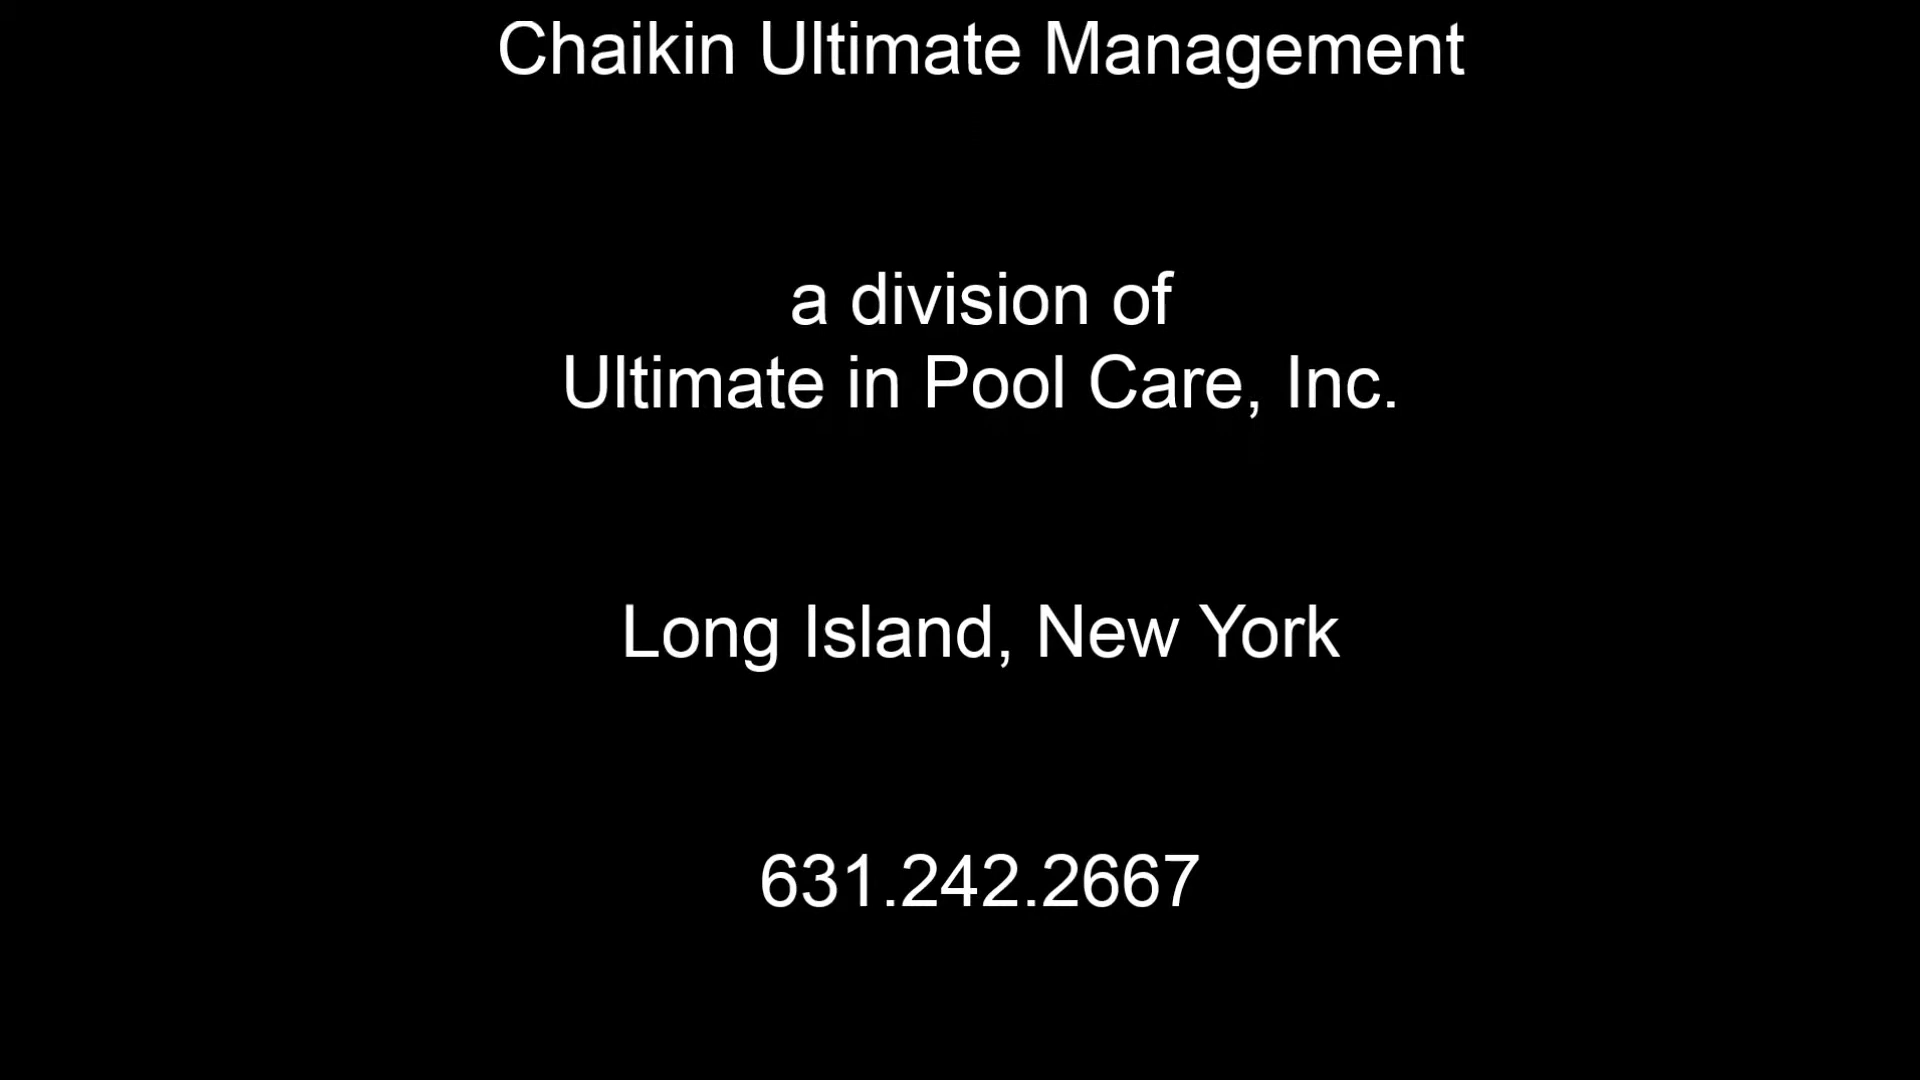 Chaikin Ultimate Management
a division of
Ultimate in Pool Care, Inc.
Long Island, New York
631.242.2667